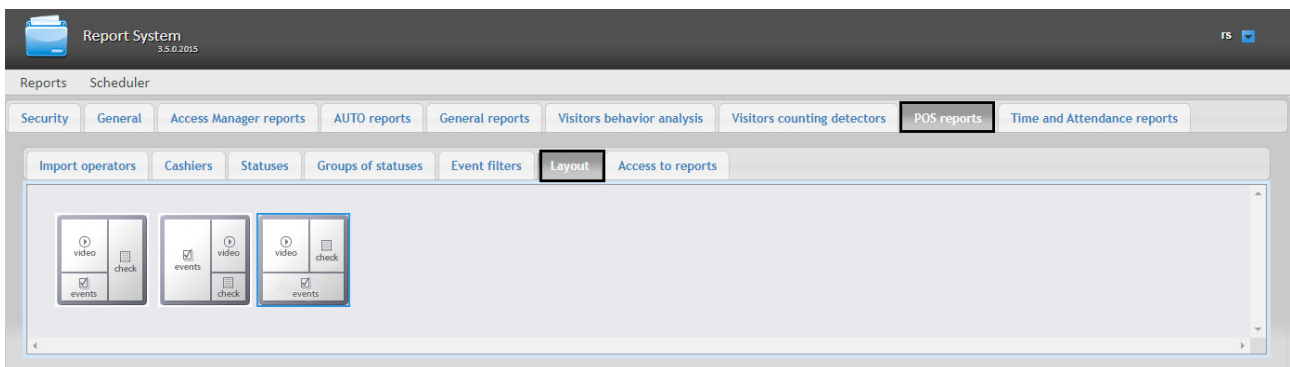 Report System
3.5.0.2015
rs
Reports Scheduler
Security General Access Manager reports AUTO reports General reports Visitors behavior analysis Visitors counting detectors POS reports Time and Attendance reports
Import operators Cashiers Statuses Groups of statuses Event filters Layout Access to reports
video check events
events video check
video check events